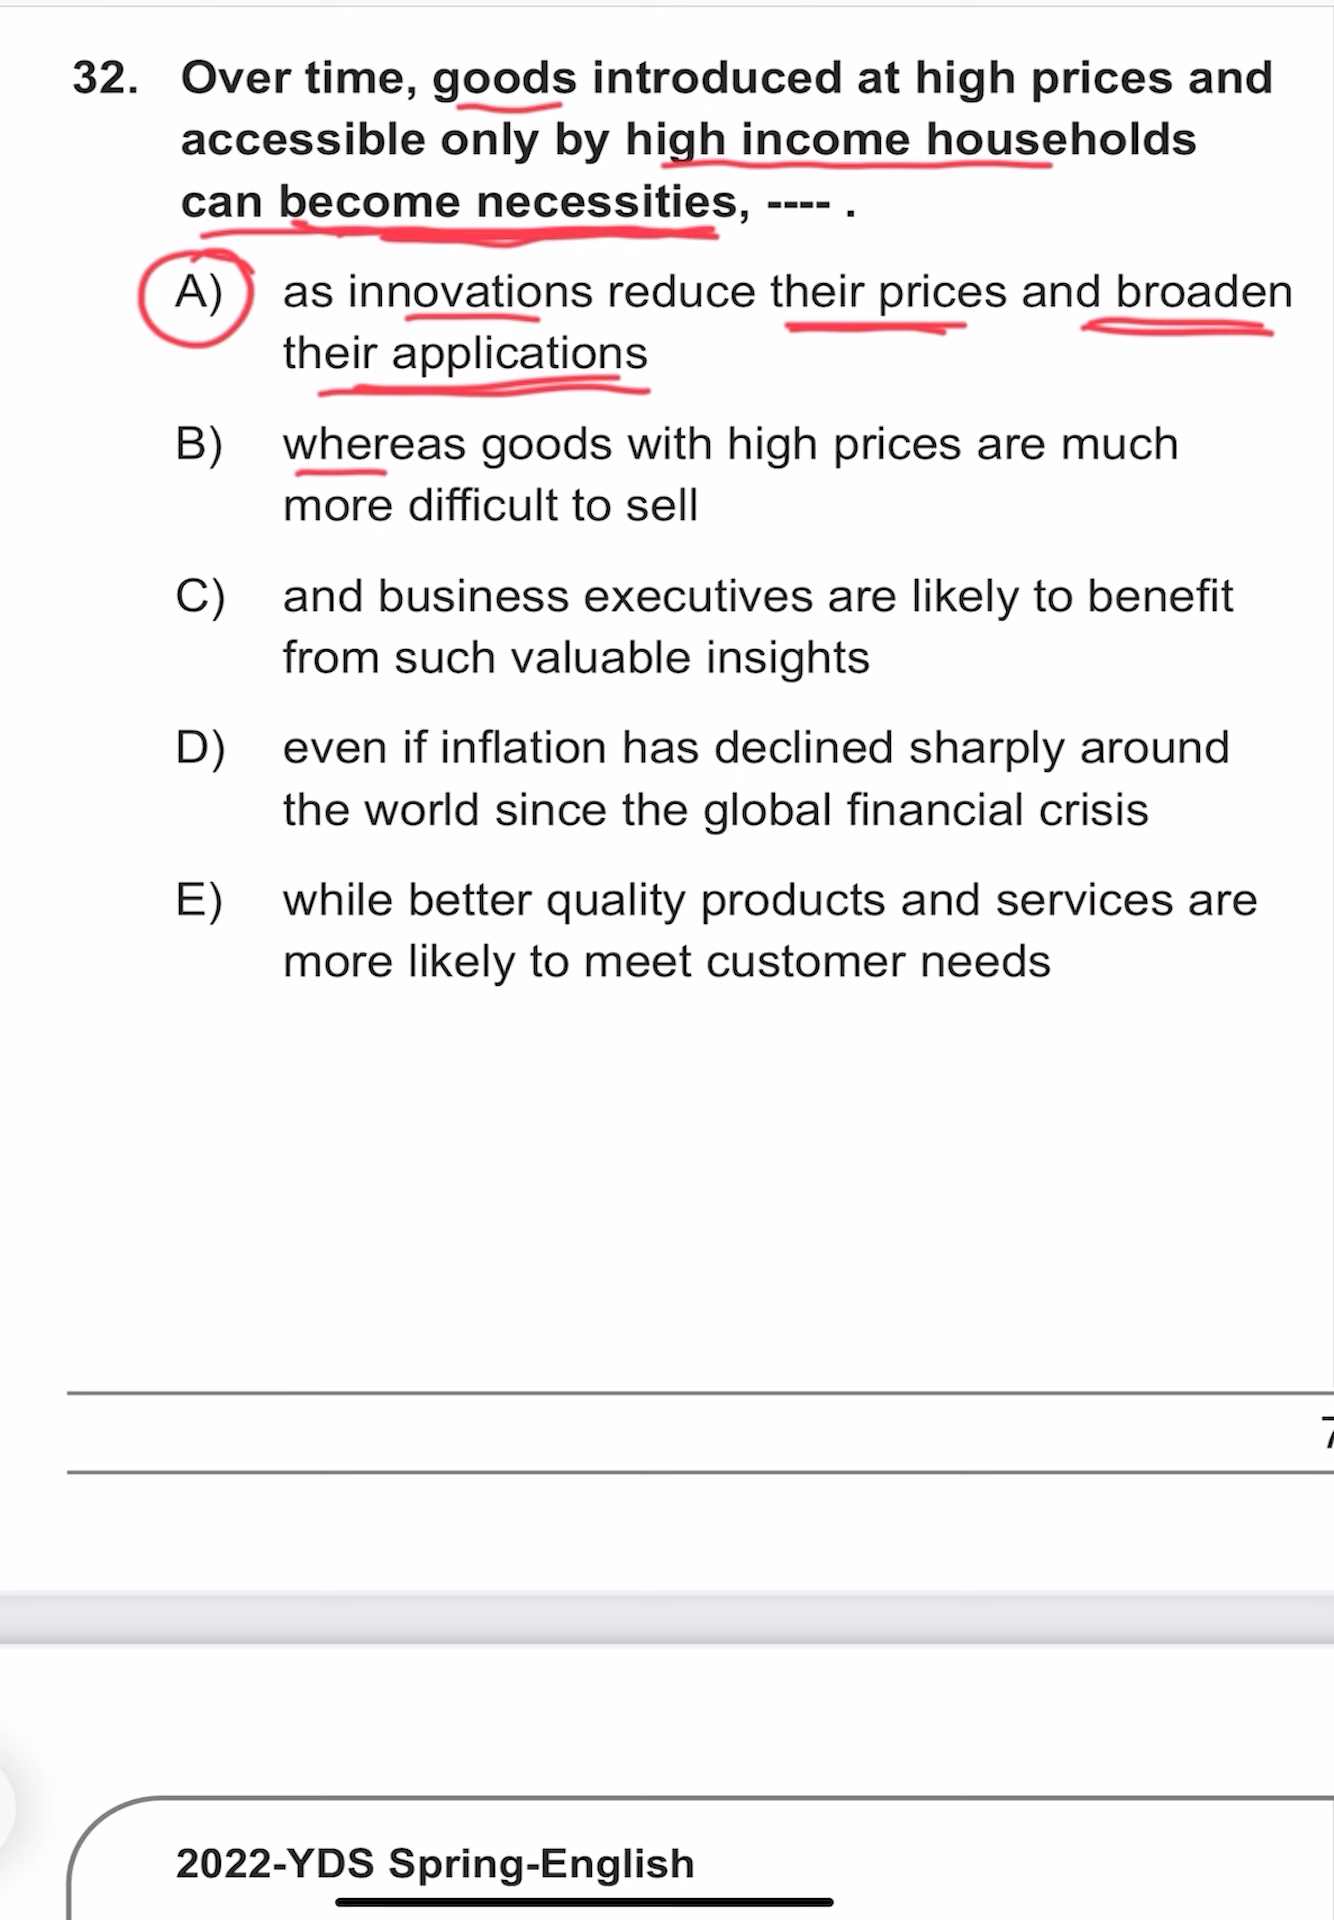 32. Over time, goods introduced at high prices and
accessible only by high income households
can become necessities, ---- .
A) as innovations reduce their prices and broaden
their applications
B) whereas goods with high prices are much
more difficult to sell
C) and business executives are likely to benefit
from such valuable insights
D) even if inflation has declined sharply around
the world since the global financial crisis
E) while better quality products and services are
more likely to meet customer needs
7
2022-YDS Spring-English